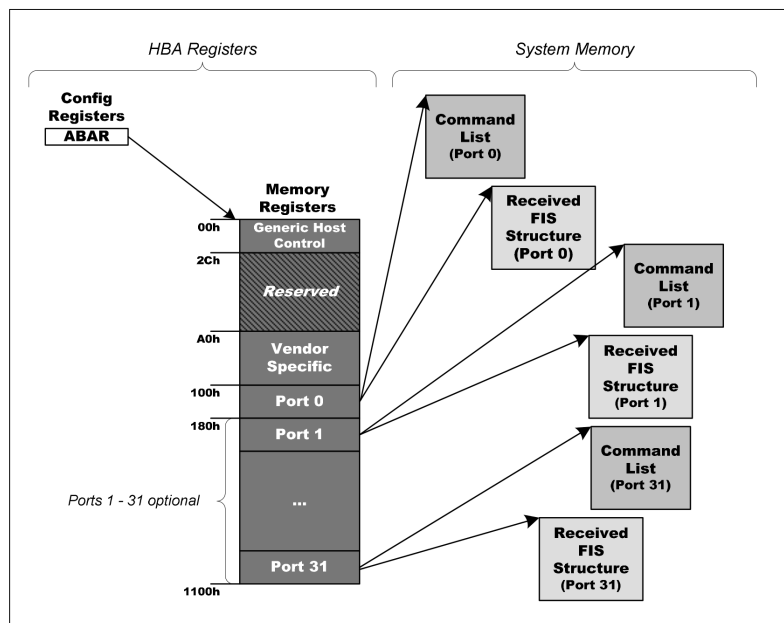 HBA Registers
System Memory
Config
Registers
ABAR
Memory
Registers
00h
Generic Host
Control
2Ch
Reserved
A0h
Vendor
Specific
100h
Port 0
180h
Port 1
Ports 1 - 31 optional
...
Port 31
1100h
Command
List
(Port 0)
Received
FIS
Structure
(Port 0)
Command
List
(Port 1)
Received
FIS
Structure
(Port 1)
Command
List
(Port 31)
Received
FIS
Structure
(Port 31)